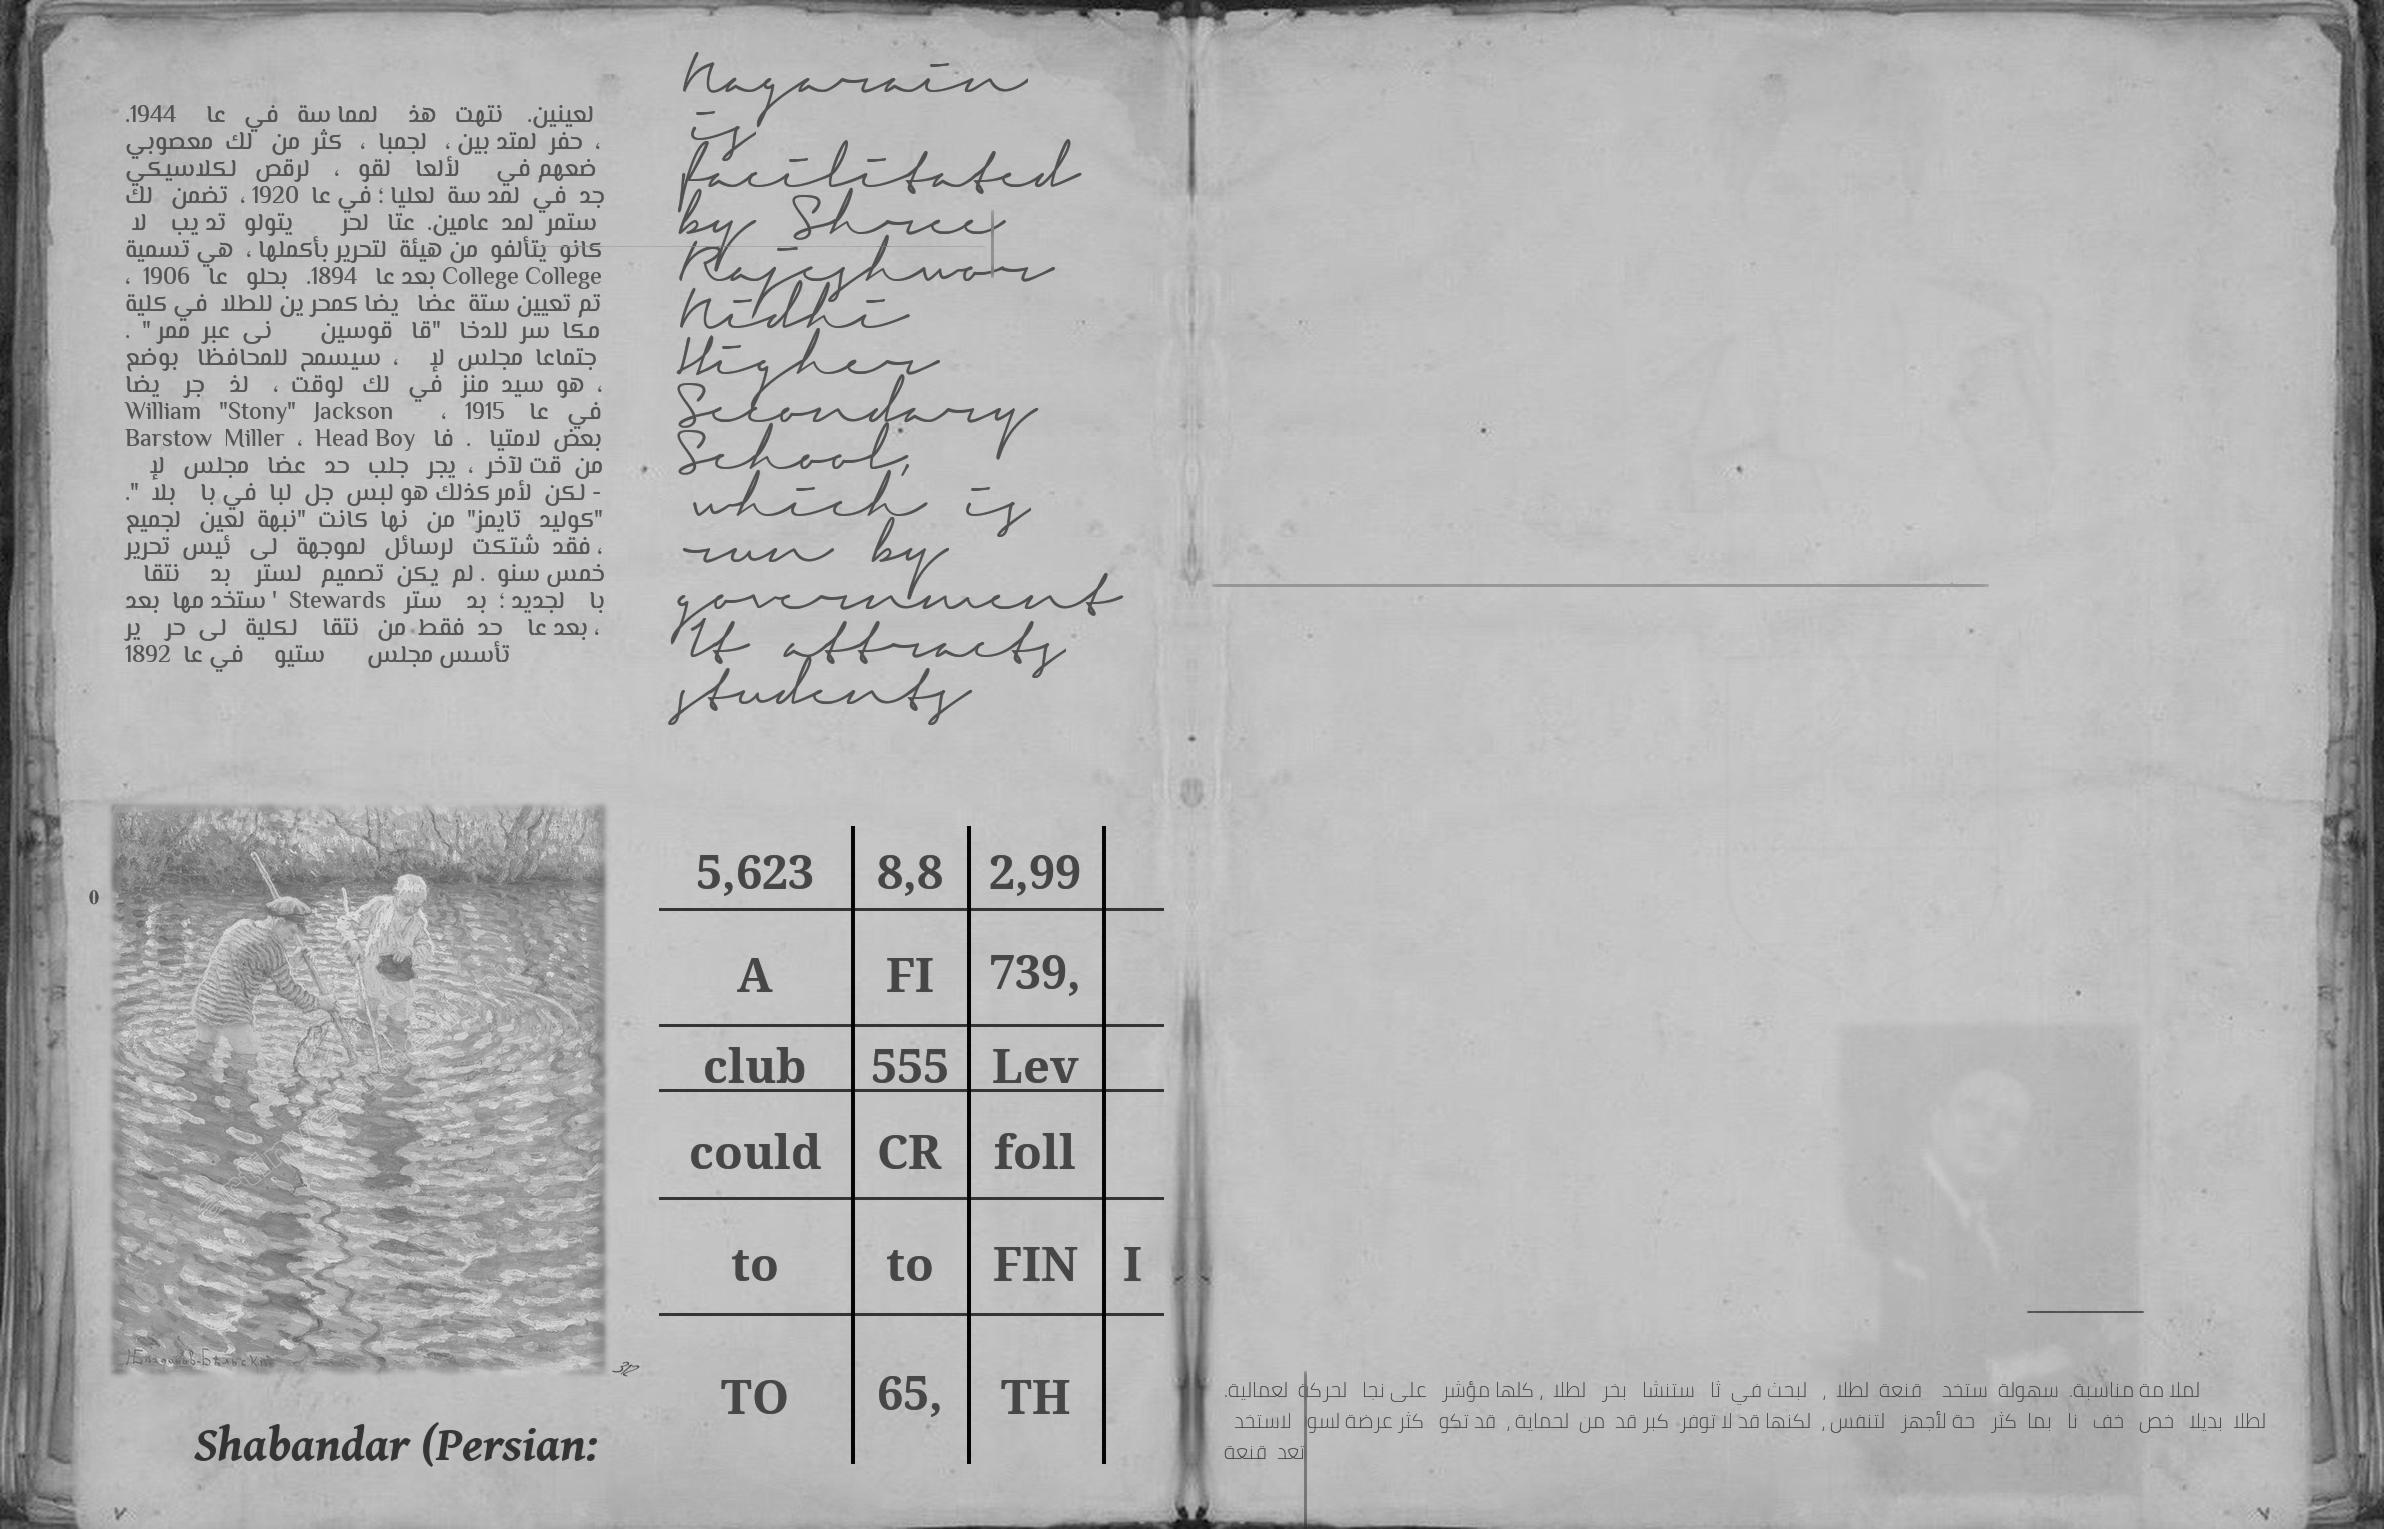 لعينين. نتهت هذ لمما سة في عا 1944.
، حفر لمتد بين ، لجمبا ، كثر من لك معصوبي
ضعهم في لألعا لقو ، لرقص لكلاسيكي
جد في لمد سة لعليا ؛ في عا 1920 ، تضمن لك
ستمر لمد عامين. عتا لحر يتولو تد يب لا
كانو يتألفو من هيئة لتحرير بأكملها ، هي تسمية
College College بعد عا 1894. بحلو عا 1906 ،
تم تعيين ستة عضا يضا كمحر ين للطلا في كلية
مكا سر للدخا "قا قوسين نى عبر ممر" .
جتماعا مجلس لإ ، سيسمح للمحافظا بوضع
، هو سيد منز في لك لوقت ، لذ جر يضا
في عا 1915 ، William "Stony" Jackson
بعض لامتيا . فا Barstow Miller ، Head Boy
من قت لآخر ، يجر جلب حد عضا مجلس لإ
- لكن لأمر كذلك هو لبس جل لبا في با بلا ".
"كوليد تايمز" من نها كانت "نبهة لعين لجميع
، فقد شتكت لرسائل لموجهة لى ئيس تحرير
خمس سنو . لم يكن تصميم لستر بد نتقا
با لجديد ؛ بد ستر Stewards ' ستخد مها بعد
، بعد عا حد فقط من نتقا لكلية لى حر ير
تأسس مجلس ستيو في عا 1892
Nagarain
is
facilitated
by Shree
Rajeshwor
Nidhi
Higher
Secondary
School,
which is
run by
government
It attracts
students
0
312
Shabandar (Persian:
5,623 8,8 2,99
A FI 739,
club 555 Lev
could CR foll
to to FIN I
TO 65, TH
لملا مة مناسبة. سهولة ستخد قنعة لطلا , لبحث في ثا ستنشا بخر لطلا , كلها مؤشر على نجا لحركة لعمالية.
لطلا بديلا خص خف نا بما كثر حة لأجهز لتنفس , لكنها قد لا توفر كبر قد من لحماية , قد تكو كثر عرضة لسو لاستخد
تعد قنعة
٧
٧